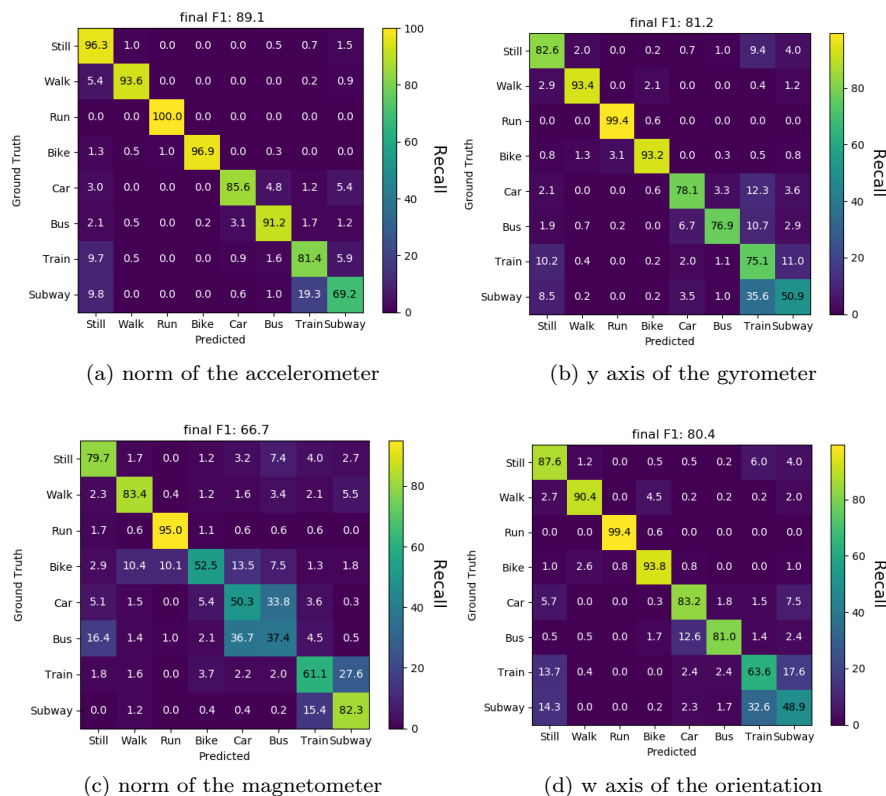 final F1: 89.1
Ground Truth
Still 96.3 1.0 0.0 0.0 0.0 0.5 0.7 1.5
Walk 5.4 93.6 0.0 0.0 0.0 0.0 0.2 0.9
Run 0.0 0.0 100.0 0.0 0.0 0.0 0.0 0.0
Bike 1.3 0.5 1.0 96.9 0.0 0.3 0.0 0.0
Car 3.0 0.0 0.0 0.0 85.6 4.8 1.2 5.4
Bus 2.1 0.5 0.0 0.2 3.1 91.2 1.7 1.2
Train 9.7 0.0 0.0 0.0 0.9 1.6 81.4 5.9
Subway 9.8 0.0 0.0 0.0 0.6 1.0 19.3 69.2
Still Walk Run Bike Car Bus Train Subway
Predicted
100
80
60
40
20
0
Recall
(a) norm of the accelerometer
final F1: 81.2
Ground Truth
Still 82.6 2.0 0.0 0.2 0.7 1.0 9.4 4.0
Walk 2.9 93.4 0.0 2.1 0.0 0.0 0.4 1.2
Run 0.0 0.0 99.4 0.6 0.0 0.0 0.0 0.0
Bike 0.8 1.3 3.1 93.2 0.0 0.3 0.5 0.8
Car 2.1 0.0 0.0 0.6 78.1 3.3 12.3 3.6
Bus 1.9 0.7 0.2 0.0 6.7 76.9 10.7 2.9
Train 10.2 0.4 0.0 0.2 2.0 1.1 75.1 11.0
Subway 8.5 0.2 0.0 0.2 3.5 1.0 35.6 50.9
Still Walk Run Bike Car Bus Train Subway
Predicted
80
60
40
20
0
Recall
(b) y axis of the gyrometer
final F1: 66.7
Ground Truth
Still 79.7 1.7 0.0 1.2 3.2 7.4 4.0 2.7
Walk 2.3 83.4 0.4 1.2 1.6 3.4 2.1 5.5
Run 1.7 0.6 95.0 1.1 0.6 0.6 0.6 0.0
Bike 2.9 10.4 10.1 52.5 13.5 7.5 1.3 1.8
Car 5.1 1.5 0.0 5.4 50.3 33.8 3.6 0.3
Bus 16.4 1.4 1.0 2.1 36.7 37.4 4.5 0.5
Train 1.8 1.6 0.0 3.7 2.2 2.0 61.1 27.6
Subway 0.0 1.2 0.0 0.4 0.4 0.2 15.4 82.3
Still Walk Run Bike Car Bus Train Subway
Predicted
80
60
40
20
0
Recall
(c) norm of the magnetometer
final F1: 80.4
Ground Truth
Still 87.6 1.2 0.0 0.5 0.5 0.2 6.0 4.0
Walk 2.7 90.4 0.0 4.5 0.2 0.2 0.2 2.0
Run 0.0 0.0 99.4 0.6 0.0 0.0 0.0 0.0
Bike 1.0 2.6 0.8 93.8 0.8 0.0 0.0 1.0
Car 5.7 0.0 0.0 0.3 83.2 1.8 1.5 7.5
Bus 0.5 0.5 0.0 1.7 12.6 81.0 1.4 2.4
Train 13.7 0.4 0.0 0.0 2.4 2.4 63.6 17.6
Subway 14.3 0.0 0.0 0.2 2.3 1.7 32.6 48.9
Still Walk Run Bike Car Bus Train Subway
Predicted
80
60
40
20
0
Recall
(d) w axis of the orientation